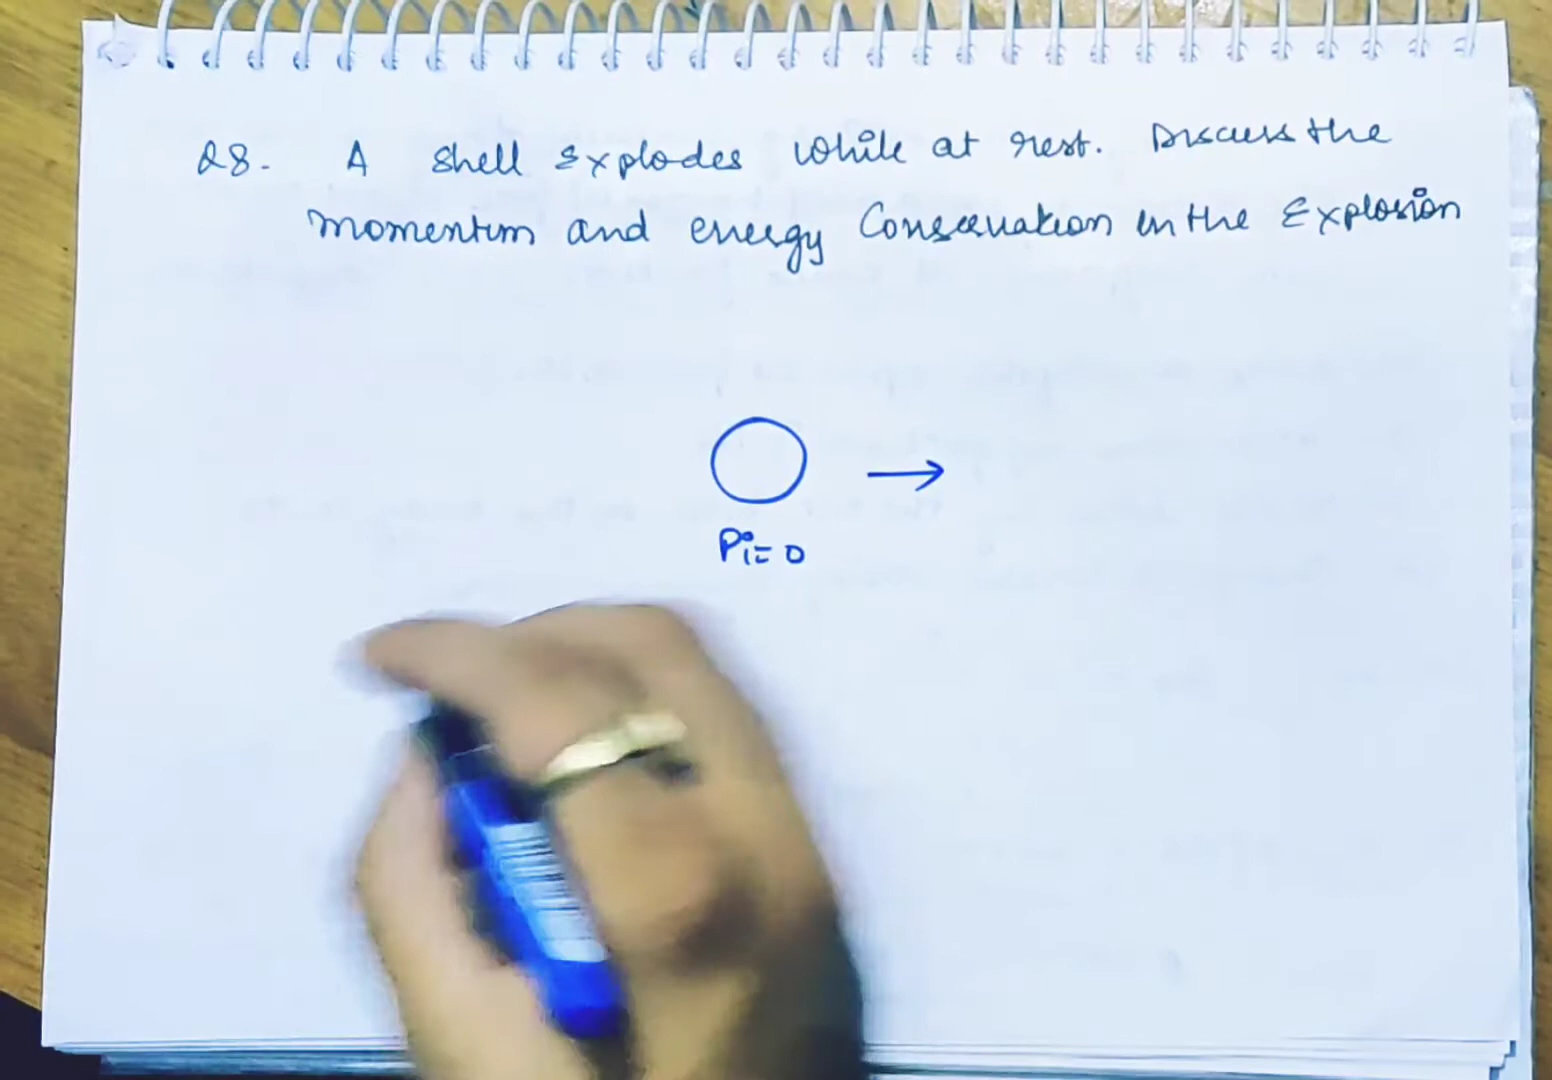 Q8. A shell explodes while at rest. Discuss the
momentum and energy Conservation in the Explosion
Pi = 0